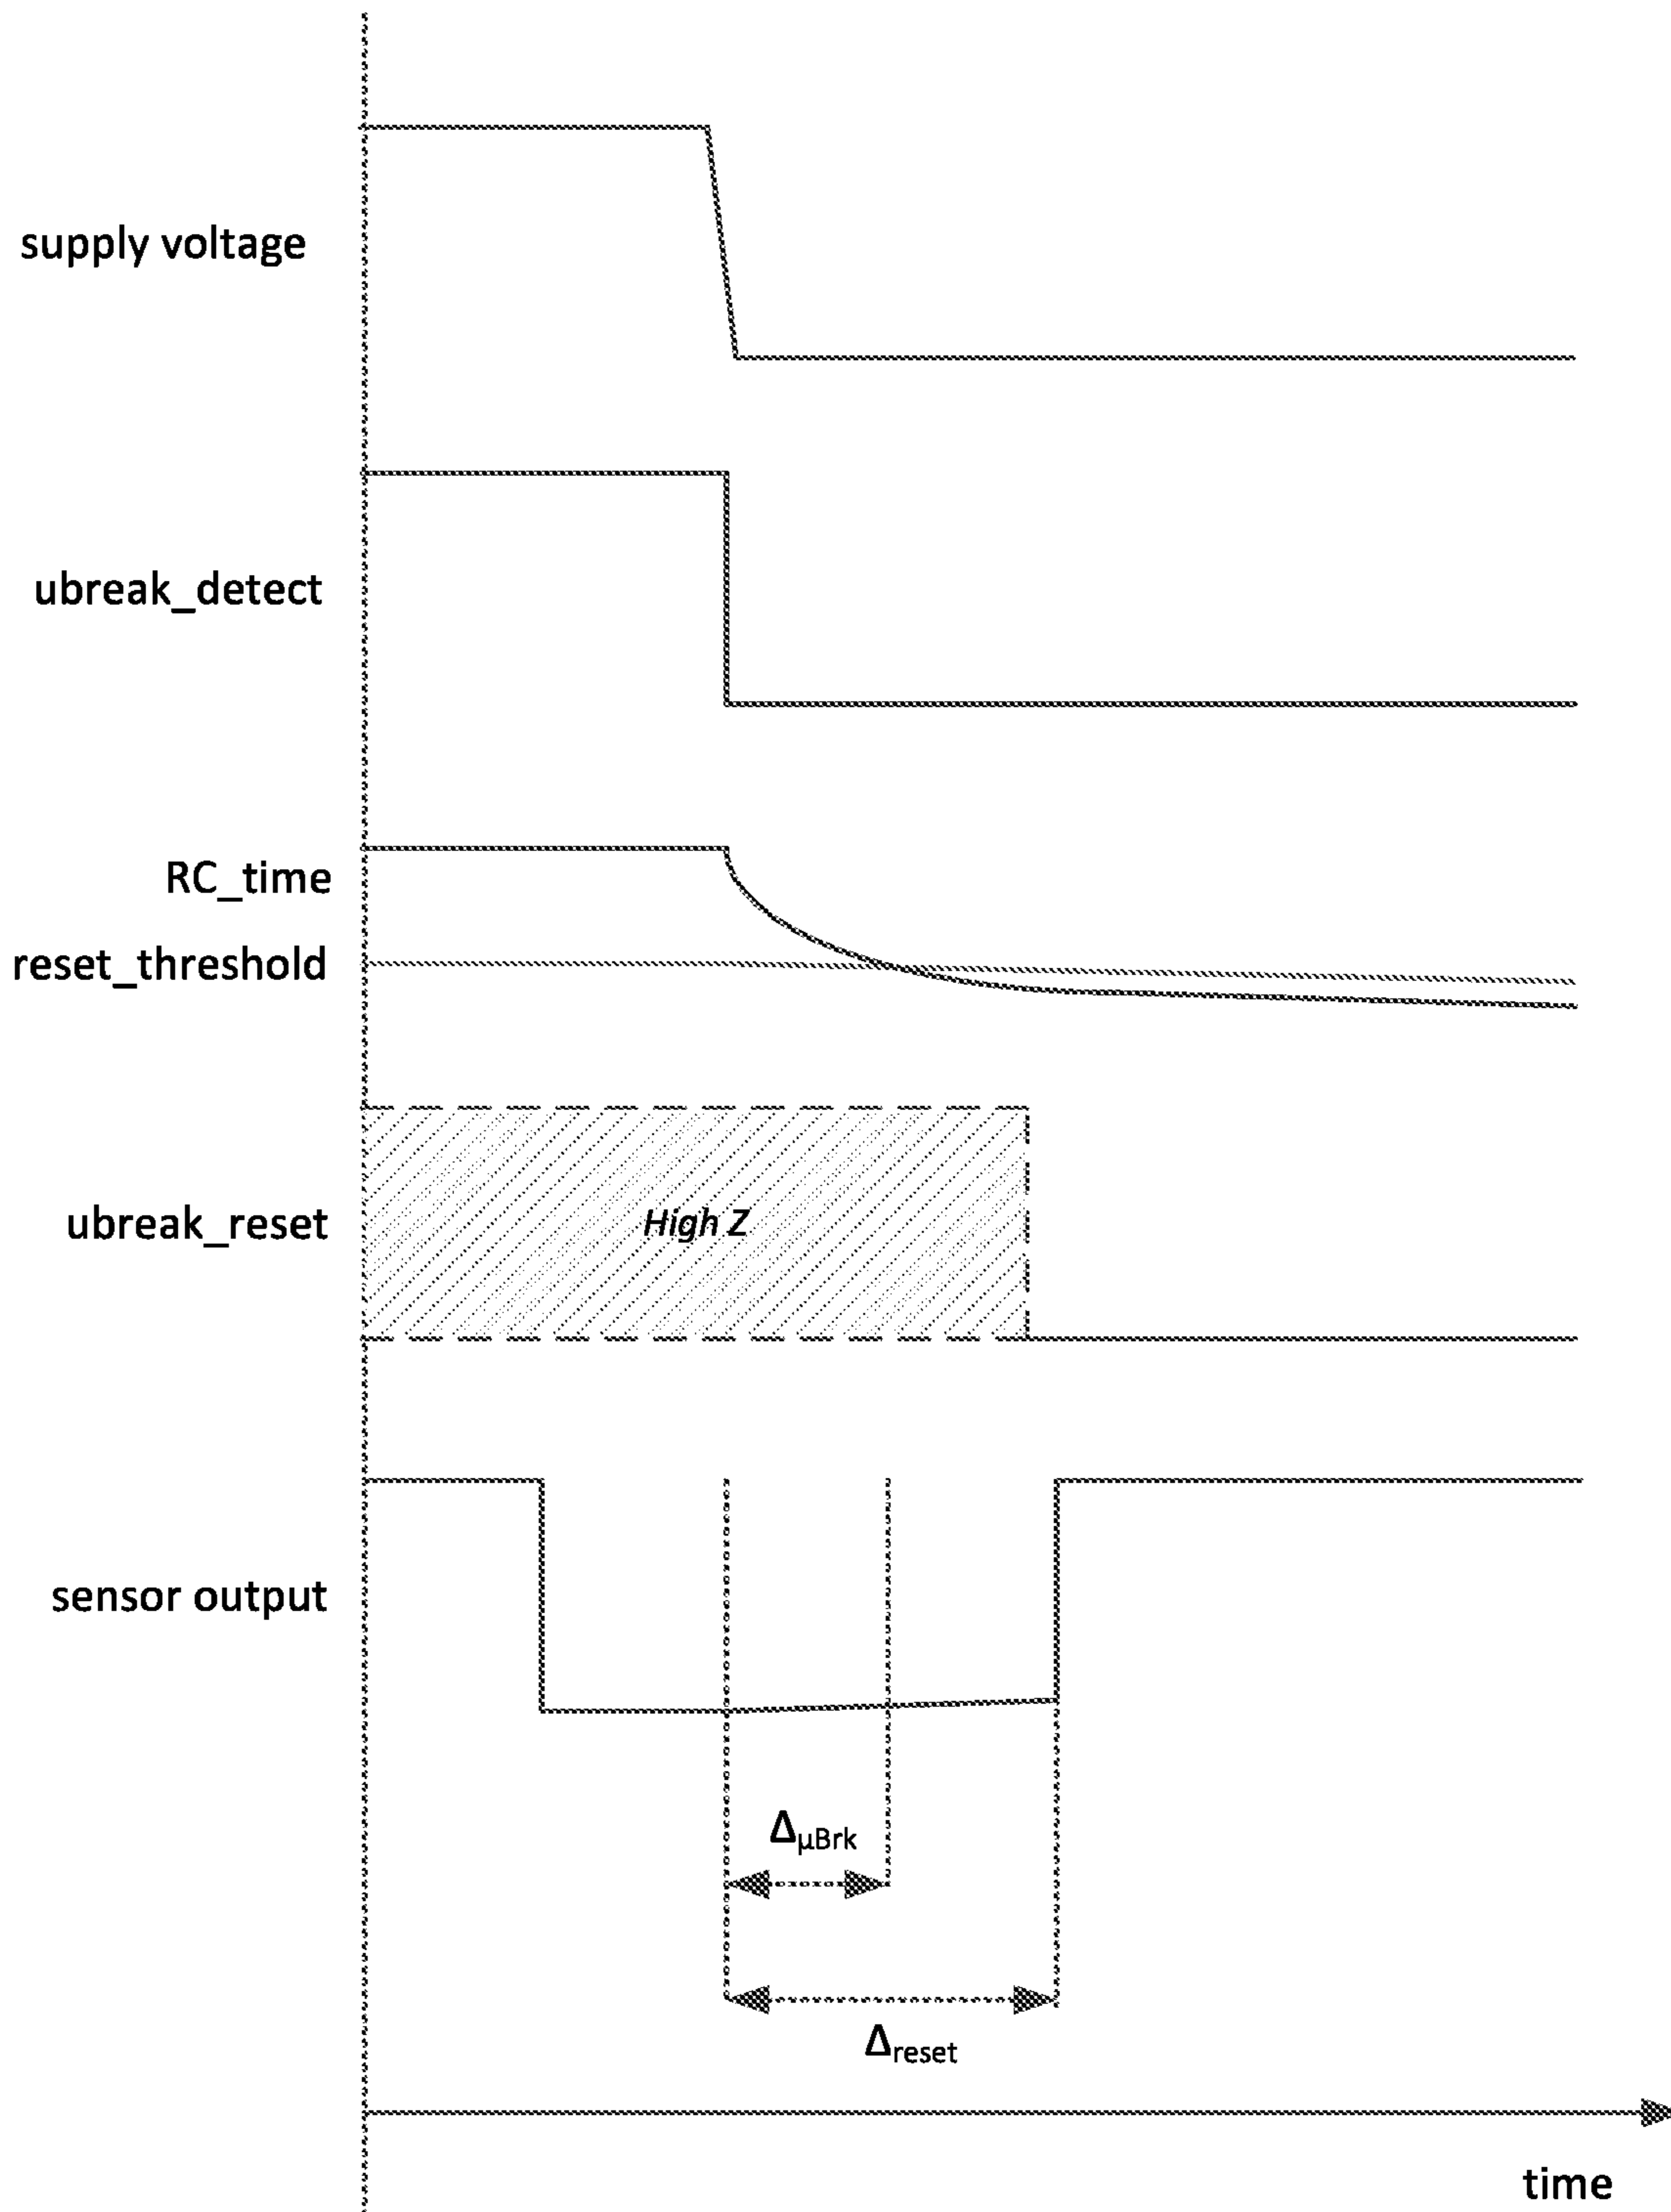 supply voltage
ubreak_detect
RC_time
reset_threshold
ubreak_reset
High Z
sensor output
ΔμBrk
Δreset
time